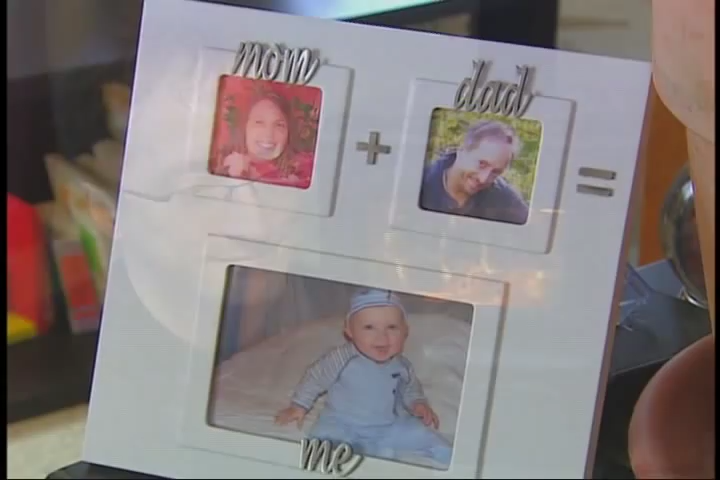 mom + dad =
me